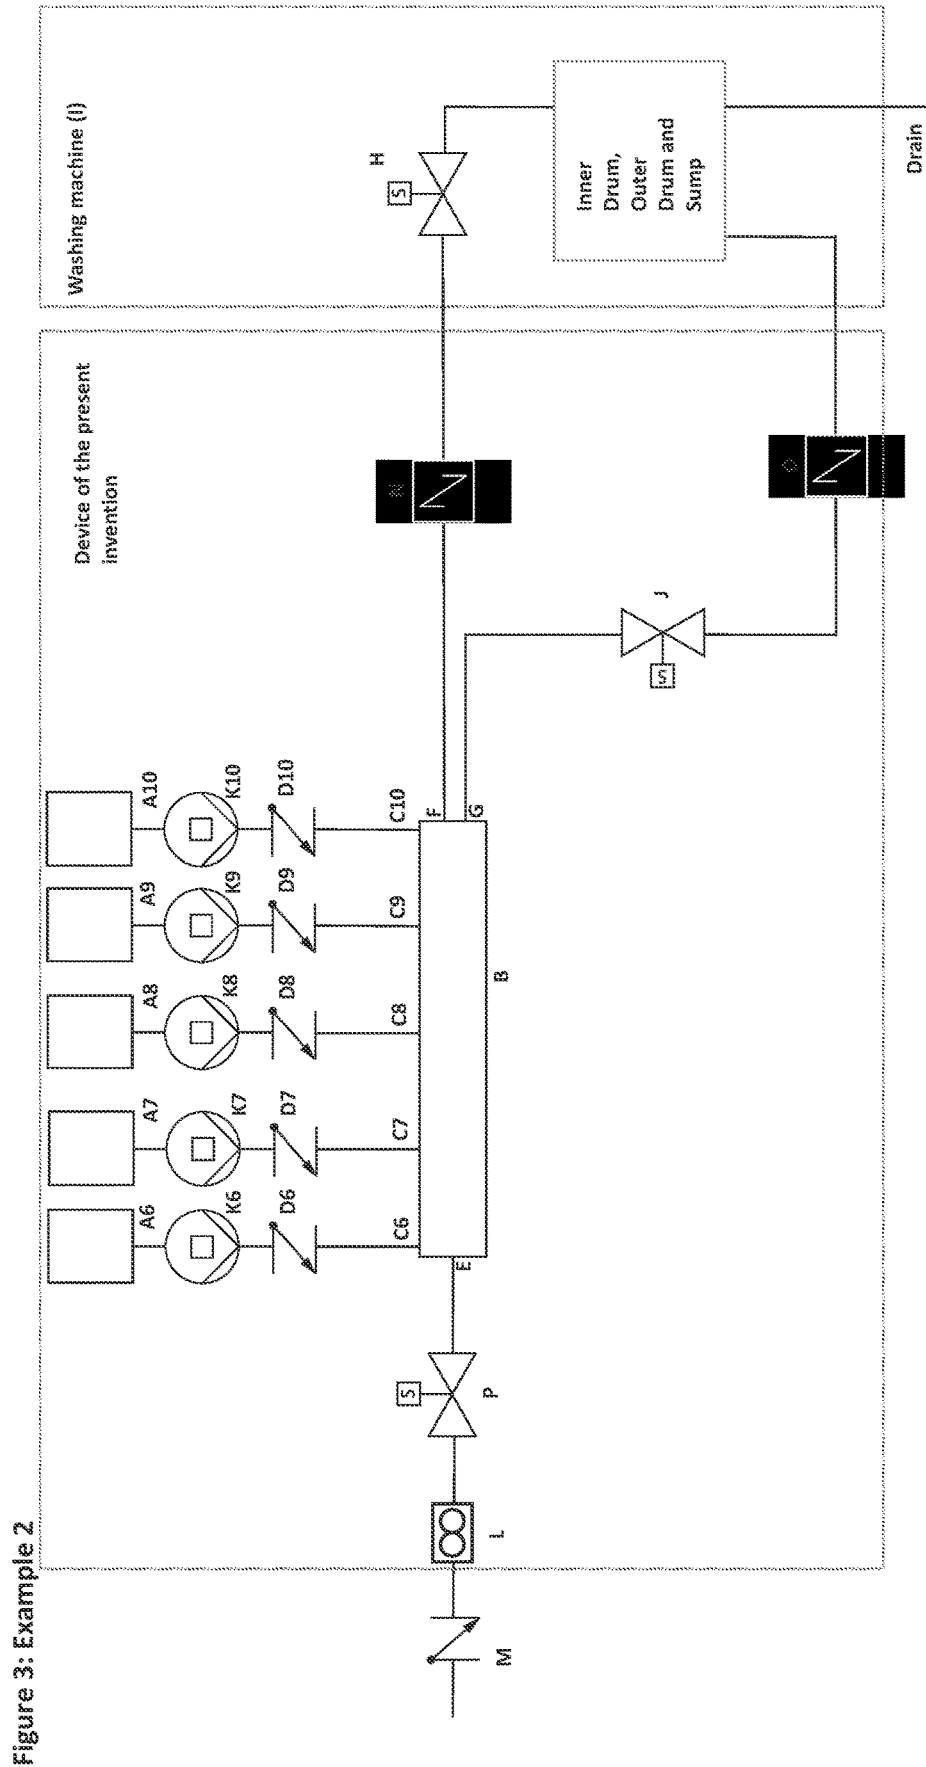 Figure 3: Example 2
Device of the present
invention
Washing machine (I)
A6
A7
A8
A9
A10
K6
K7
K8
K9
K10
D6
D7
D8
D9
D10
C6
C7
C8
C9
C10
M
L
S
P
E
B
F
G
N
S
H
S
J
O
Inner
Drum,
Outer
Drum and
Sump
Drain